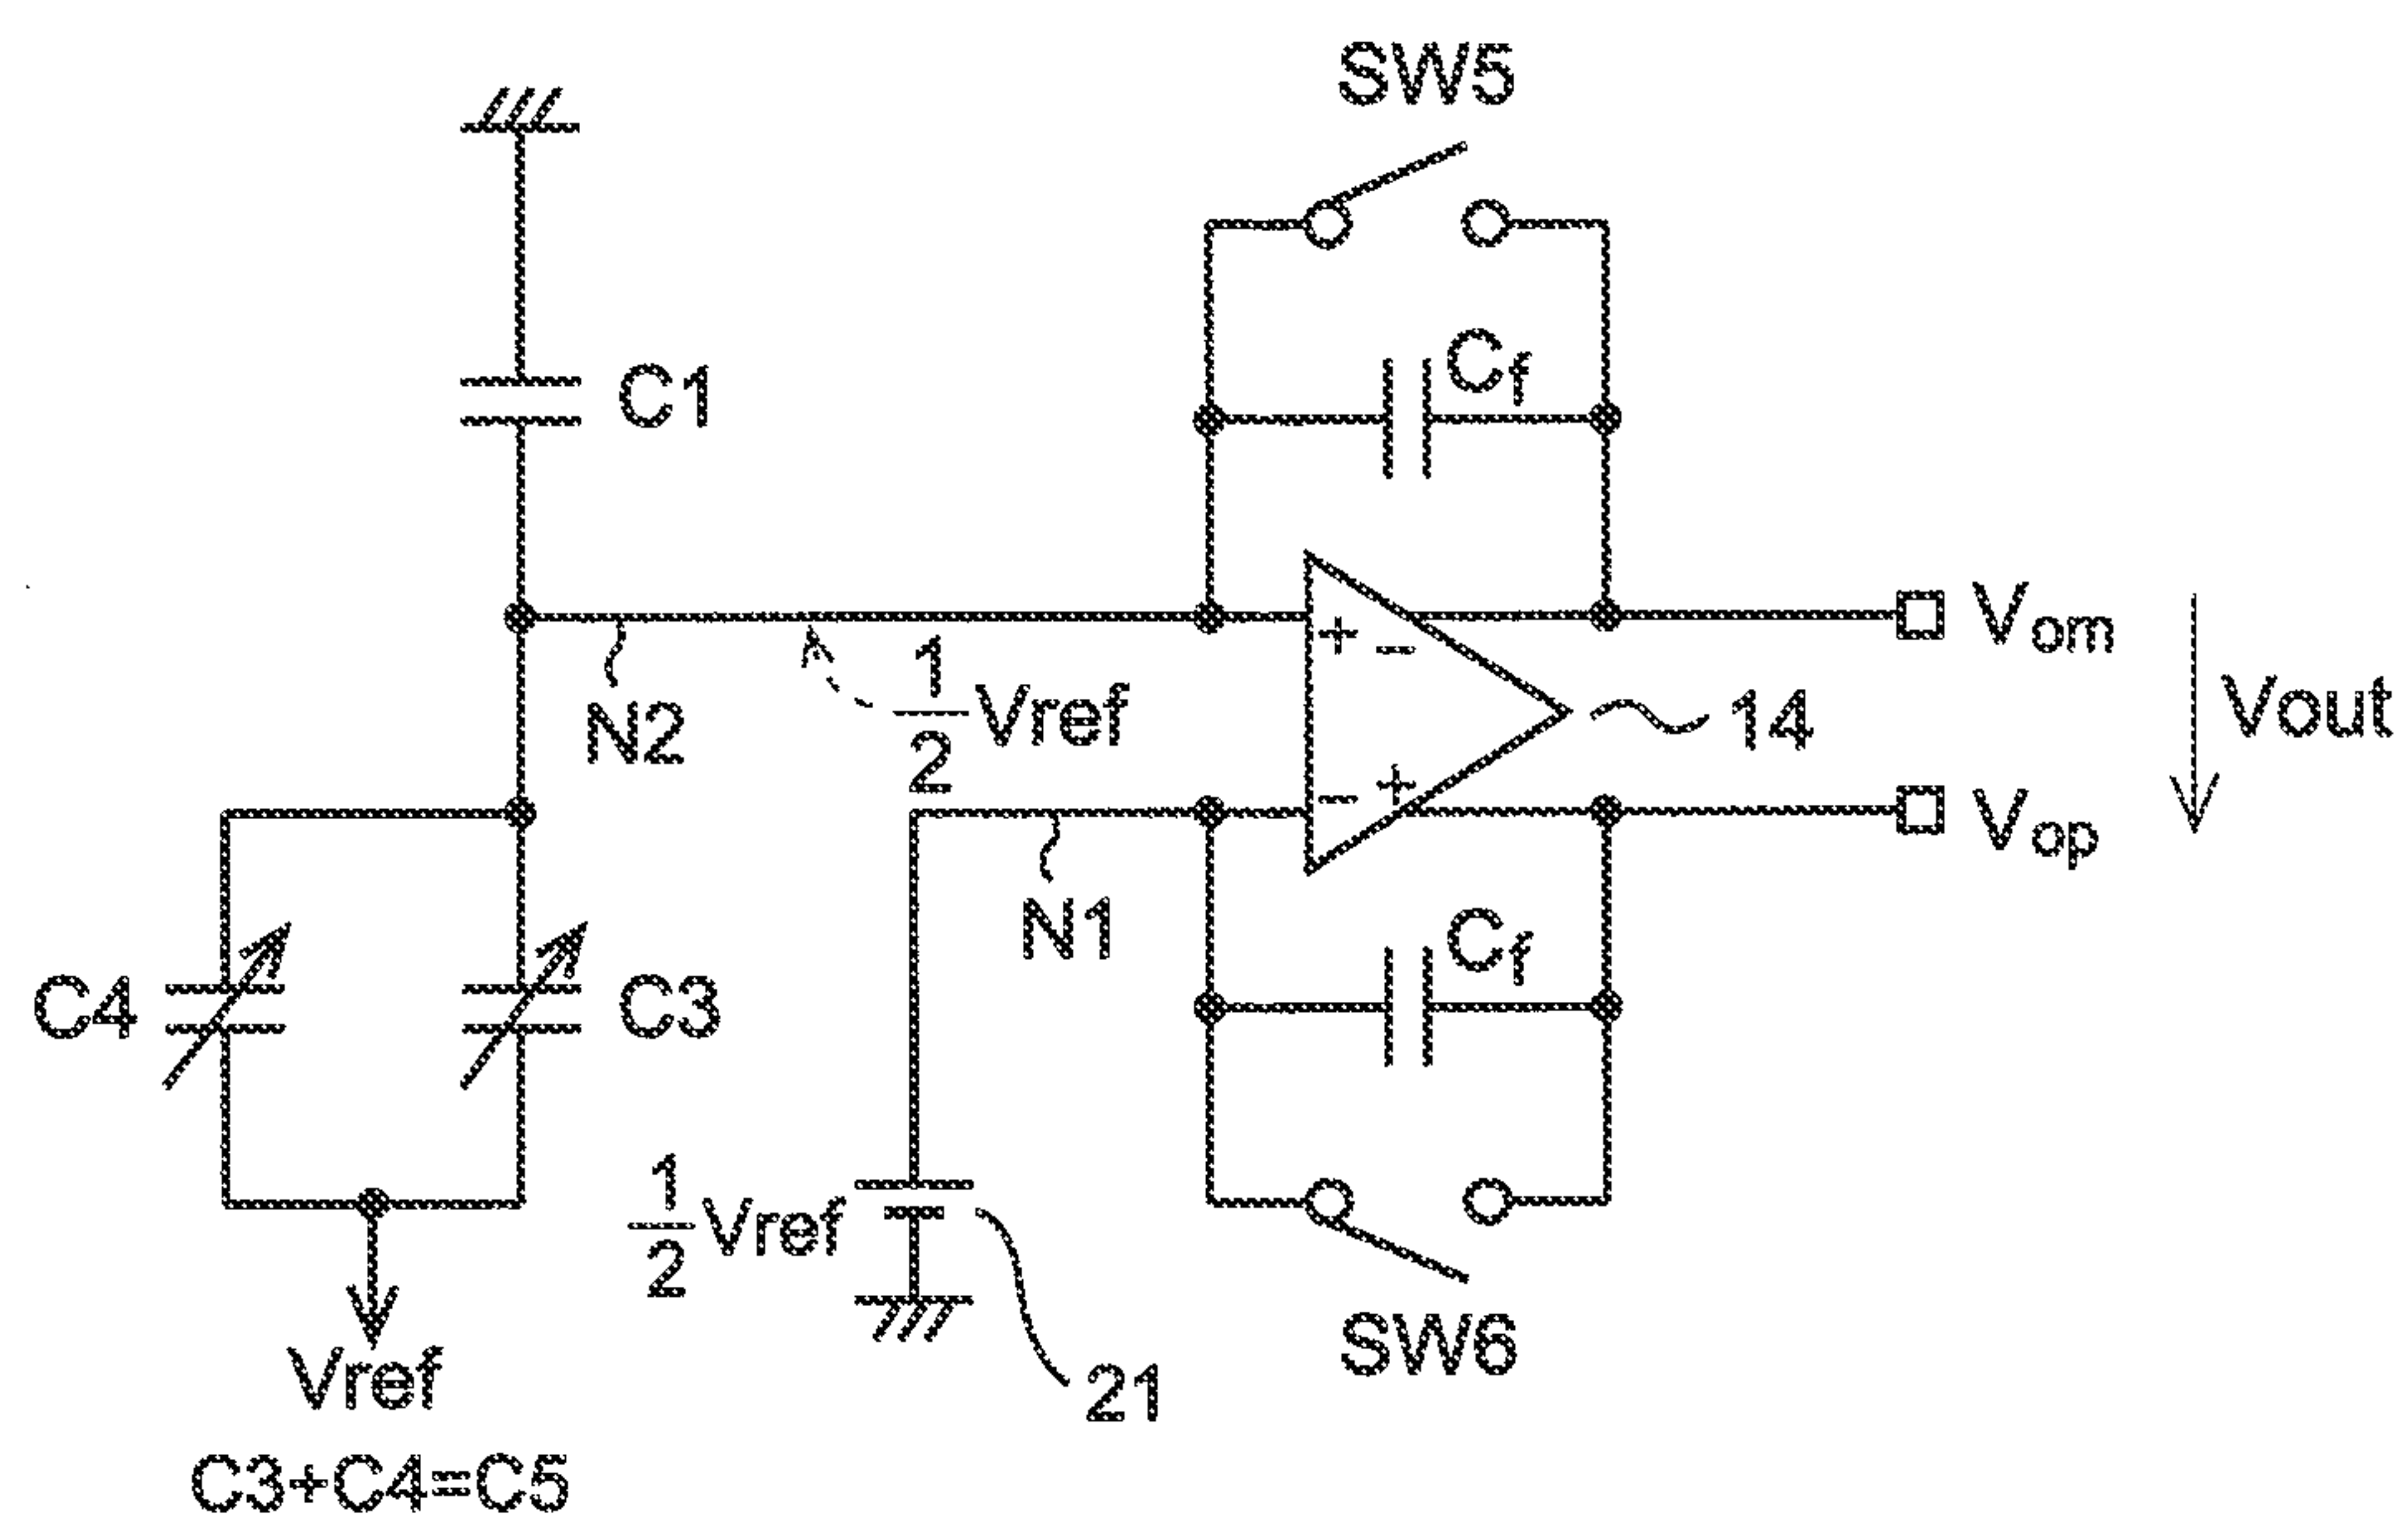 SW5
Cf
C1
+
−
Vom
N2
1/2 Vref
14
Vout
−
+
Vop
N1
Cf
C4
C3
1/2 Vref
21
SW6
Vref
C3+C4=C5